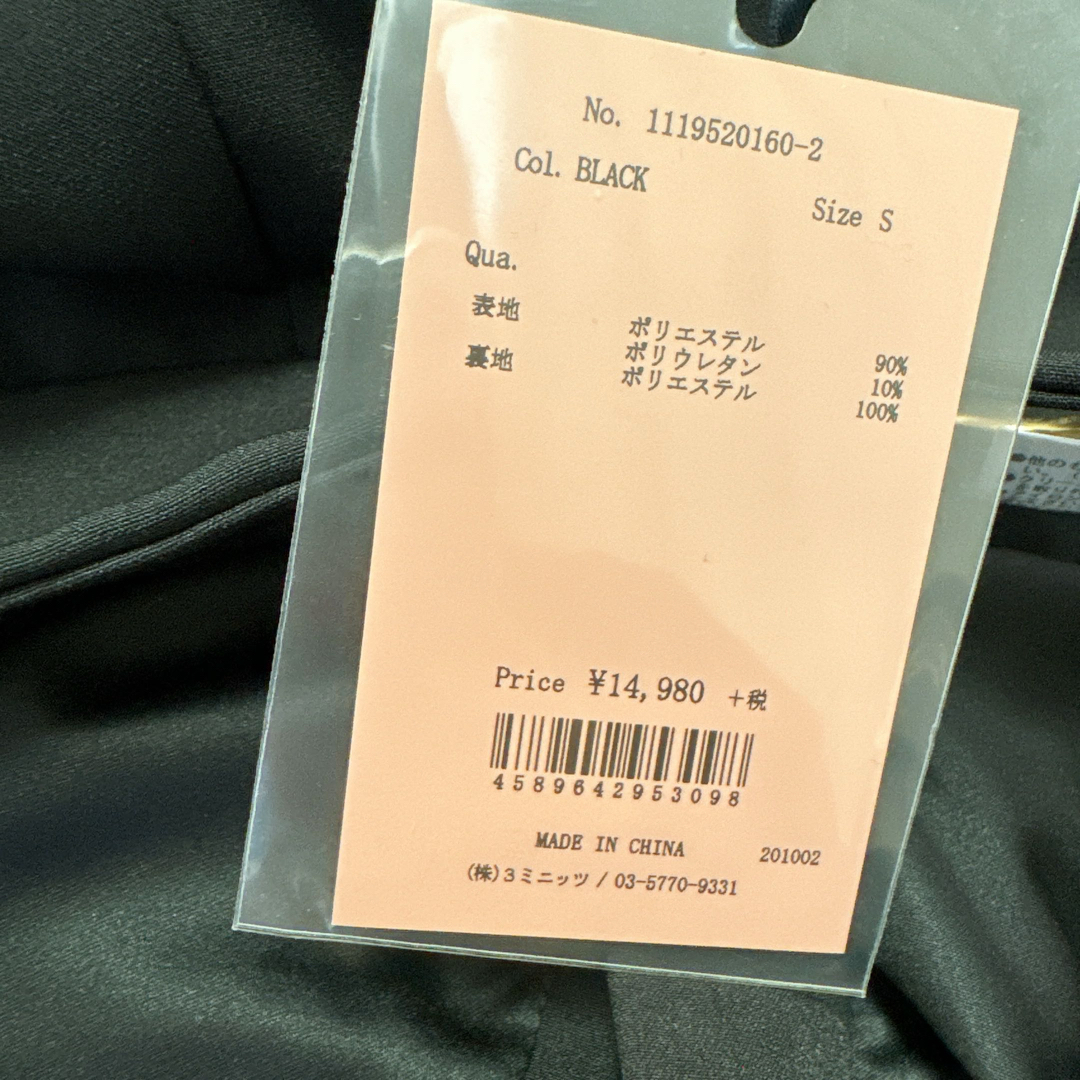 No. 1119520160-2
Col. BLACK
Size S
Qua.
表地 ポリエステル 90%
ポリウレタン 10%
裏地 ポリエステル 100%
Price ¥14,980 +税
4589642953098
MADE IN CHINA 201002
(株)3ミニッツ / 03-5770-9331
●他の